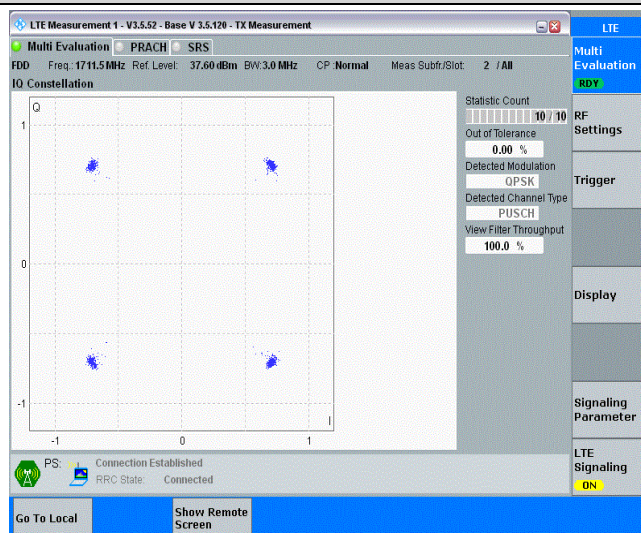 LTE Measurement 1 - V3.5.52 - Base V 3.5.120 - TX Measurement
LTE
Multi Evaluation PRACH SRS
FDD Freq.: 1711.5 MHz Ref. Level: 37.60 dBm BW: 3.0 MHz CP : Normal Meas Subfr./Slot: 2 / All
IQ Constellation
Q
1
0
-1
-1 0 1
I
Statistic Count
10 / 10
Out of Tolerance
0.00 %
Detected Modulation
QPSK
Detected Channel Type
PUSCH
View Filter Throughput
100.0 %
Multi
Evaluation
RDY
RF
Settings
Trigger
Display
Signaling
Parameter
LTE
Signaling
ON
PS: Connection Established
RRC State: Connected
Go To Local
Show Remote
Screen